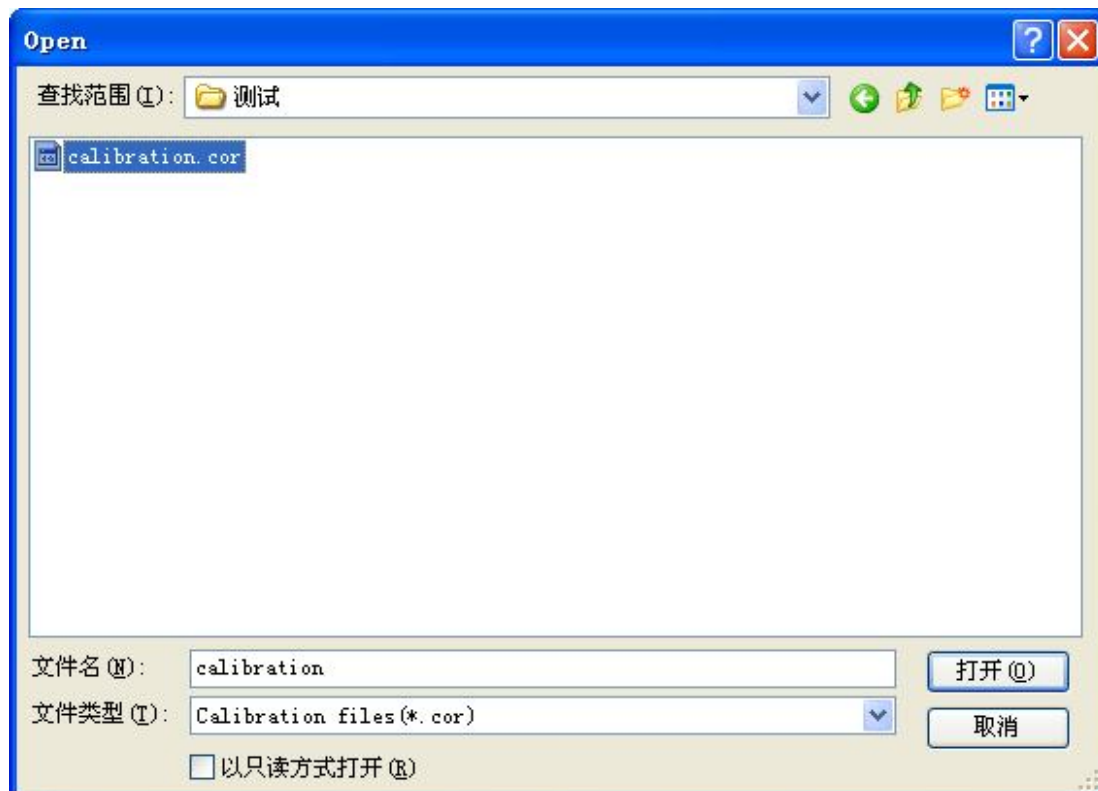 Open
查找范围(I): 测试
calibration.cor
文件名(N): calibration 打开(O)
文件类型(T): Calibration files(*.cor) 取消
以只读方式打开(R)